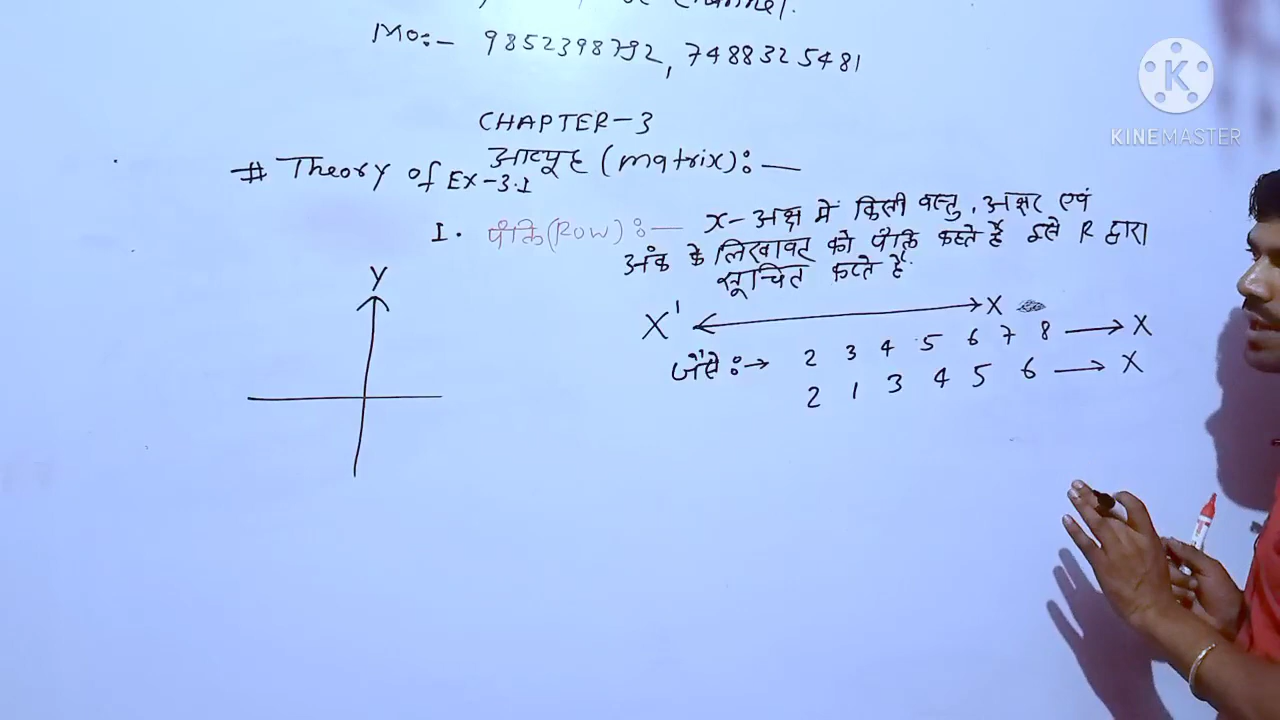 channel.
Mo:- 9852398792, 7488325481
CHAPTER-3
आव्यूह (matrix):-
# Theory of EX-3.1
I. पंक्ति (Row):- x-अक्ष में किसी वस्तु, अक्षर एवं
अंक के लिखावट को पंक्ति कहते हैं इसे R द्वारा
सूचित करते हैं.
Y
X' X
जैसे:→ 2 3 4 5 6 7 8 → X
2 1 3 4 5 6 → X
K
KINEMASTER